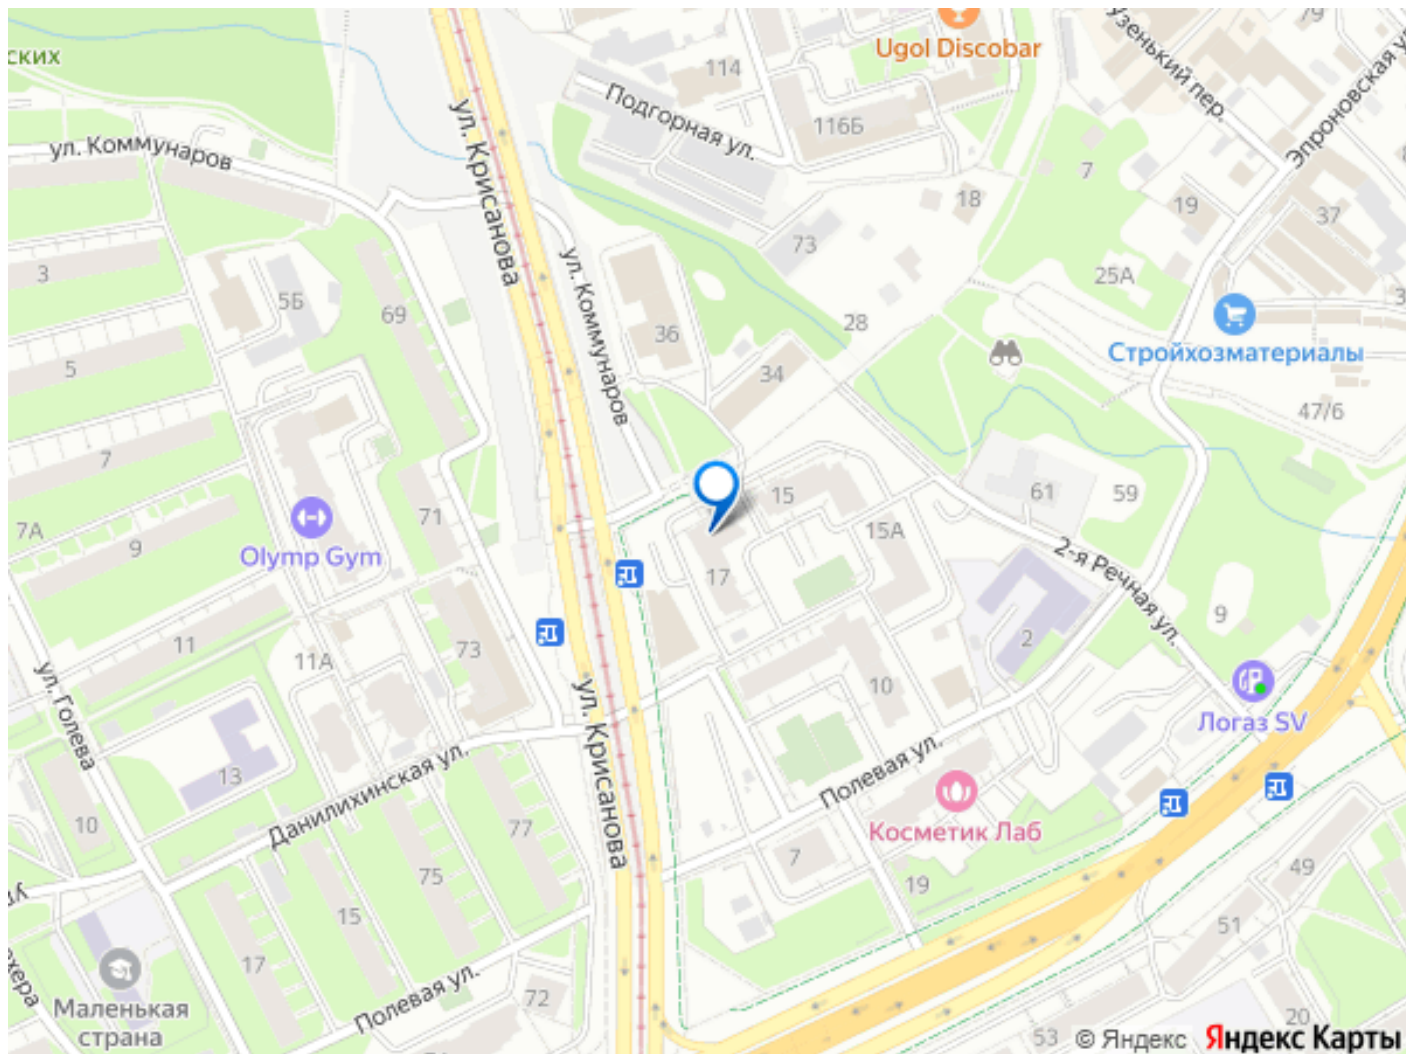 ских
Ugol Discobar
79
114
Подгорная ул.
116Б
узенький пер.
Эпроновская у
ул. Коммунаров
ул. Крисанова
7
18
19
37
73
3
5Б
69
ул. Коммунаров
36
25А
28
Стройхозматериалы
5
34
47/6
7
15
61
59
7А
9
71
Olymp Gym
15А
2-я Речная ул.
17
11
11А
73
2
9
10
ул. Голева
ул. Крисанова
Логаз SV
13
Данилихинская ул.
Полевая ул.
10
77
Косметик Лаб
7
75
19
49
15
51
17
Маленькая
страна
Полевая ул.
72
20
53
© Яндекс Яндекс Карты